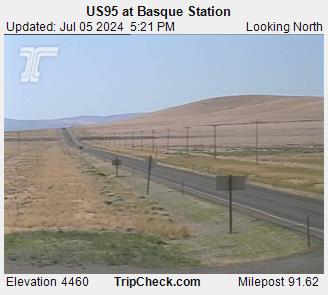 US95 at Basque Station
Updated: Jul 05 2024 5:21 PM Looking North
Elevation 4460 TripCheck.com Milepost 91.62